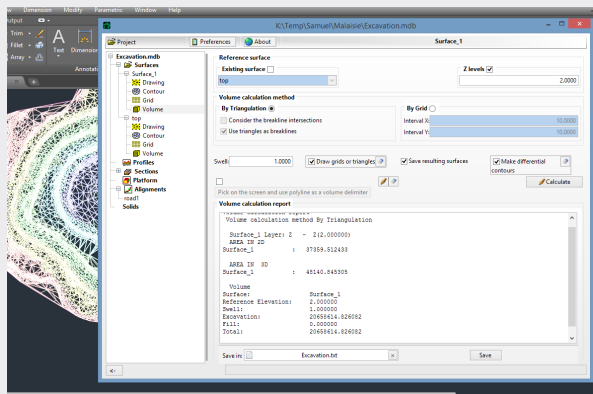 w Dimension Modify Parametric Window Help
Output
Trim
Fillet
Array
A
Text Dimension
Annotati
K:\Temp\Samuel\Malaisie\Excavation.mdb
Project Preferences About Surface_1
Excavation.mdb
Surfaces
Surface_1
Drawing
Contour
Grid
Volume
top
Drawing
Contour
Grid
Volume
Profiles
Sections
Platform
Alignments
road1
Solids
<-
Reference surface
Existing surface Z levels
top 2.0000
Volume calculation method
By Triangulation By Grid
Consider the breakline intersections Interval X: 10.0000
Use triangles as breaklines Interval Y: 10.0000
Swell: 1.0000 Draw grids or triangles Save resulting surfaces Make differential
contours
Calculate
Pick on the screen and use polyline as a volume delimiter
Volume calculation report
Volume calculation report
Volume calculation method By Triangulation
Surface_1 Layer: Z - Z(2.000000)
AREA IN 2D
Surface_1 : 37359.512433
AREA IN 3D
Surface_1 : 48140.845305
Volume
Surface: Surface_1
Reference Elevation: 2.000000
Swell: 1.000000
Excavation: 20658614.826082
Fill: 0.000000
Total: 20658614.826082
Save in: Excavation.txt Save